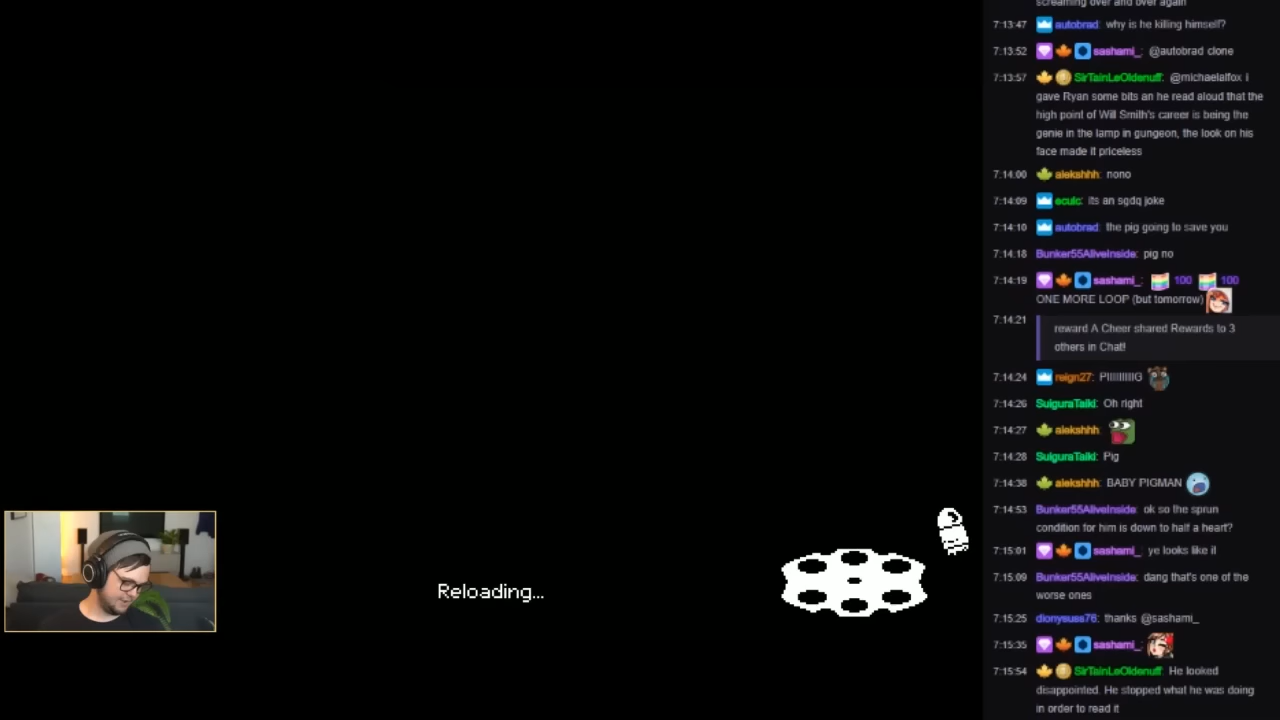 screaming over and over again
7:13:47 autobrad: why is he killing himself?
7:13:52 sashami_: @autobrad clone
7:13:57 SirTainLeOldenuff: @michaelalfox i
gave Ryan some bits an he read aloud that the
high point of Will Smith's career is being the
genie in the lamp in gungeon, the look on his
face made it priceless
7:14:00 alekshhh: nono
7:14:09 eculc: its an sgdq joke
7:14:10 autobrad: the pig going to save you
7:14:18 Bunker55AliveInside: pig no
7:14:19 sashami_: 100 100
ONE MORE LOOP (but tomorrow)
7:14:21
reward A Cheer shared Rewards to 3
others in Chat!
7:14:24 reign27: PIIIIIIIIIG
7:14:26 SuiguraTaiki: Oh right
7:14:27 alekshhh:
7:14:28 SuiguraTaiki: Pig
7:14:38 alekshhh: BABY PIGMAN
7:14:53 Bunker55AliveInside: ok so the sprun
condition for him is down to half a heart?
7:15:01 sashami_: ye looks like it
7:15:09 Bunker55AliveInside: dang that's one of the
worse ones
7:15:25 dionysuss76: thanks @sashami_
7:15:35 sashami_:
7:15:54 SirTainLeOldenuff: He looked
disappointed. He stopped what he was doing
in order to read it
Reloading...